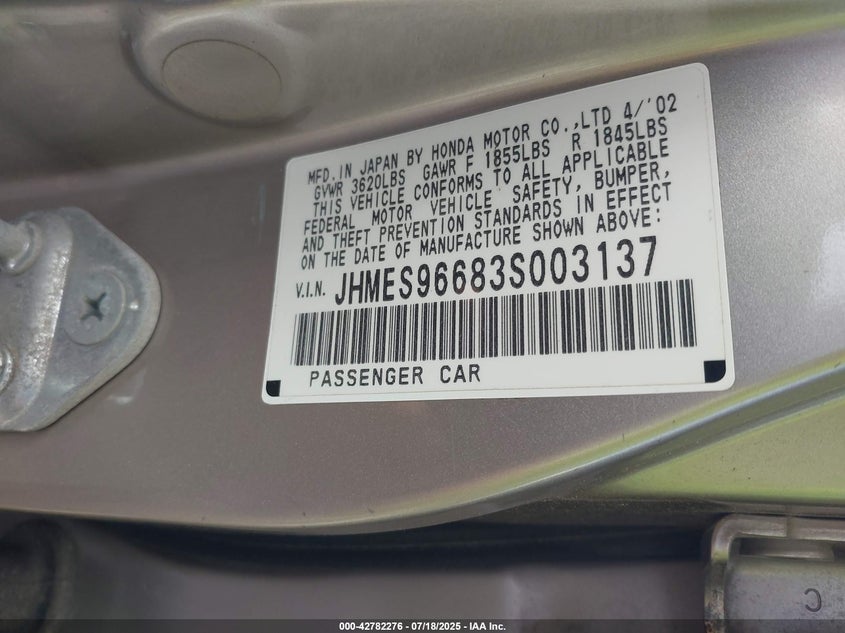 MFD. IN JAPAN BY HONDA MOTOR CO.,LTD 4/'02
GVWR 3620LBS GAWR F 1855LBS R 1845LBS
THIS VEHICLE CONFORMS TO ALL APPLICABLE
FEDERAL MOTOR VEHICLE SAFETY, BUMPER,
AND THEFT PREVENTION STANDARDS IN EFFECT
ON THE DATE OF MANUFACTURE SHOWN ABOVE:
V.I.N. JHMES96683S003137
PASSENGER CAR
C
000-42782276 - 07/18/2025 - IAA Inc.